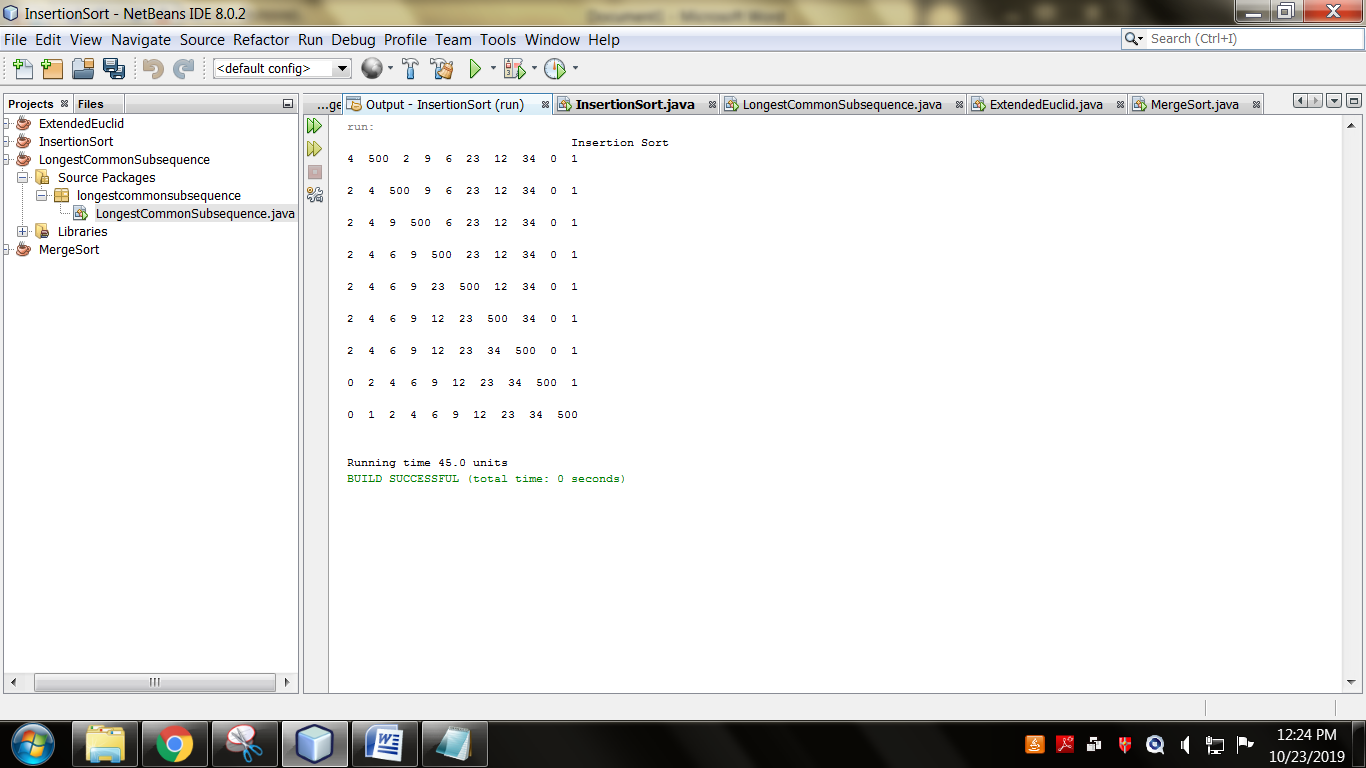 InsertionSort - NetBeans IDE 8.0.2
[Document] - Microsoft Word
File Edit View Navigate Source Refactor Run Debug Profile Team Tools Window Help
Search (Ctrl+I)
<default config>
Projects Files
...ge
Output - InsertionSort (run)
InsertionSort.java
LongestCommonSubsequence.java
ExtendedEuclid.java
MergeSort.java
ExtendedEuclid
InsertionSort
LongestCommonSubsequence
Source Packages
longestcommonsubsequence
LongestCommonSubsequence.java
Libraries
MergeSort
run:
Insertion Sort
4 500 2 9 6 23 12 34 0 1
2 4 500 9 6 23 12 34 0 1
2 4 9 500 6 23 12 34 0 1
2 4 6 9 500 23 12 34 0 1
2 4 6 9 23 500 12 34 0 1
2 4 6 9 12 23 500 34 0 1
2 4 6 9 12 23 34 500 0 1
0 2 4 6 9 12 23 34 500 1
0 1 2 4 6 9 12 23 34 500
Running time 45.0 units
BUILD SUCCESSFUL (total time: 0 seconds)
12:24 PM
10/23/2019